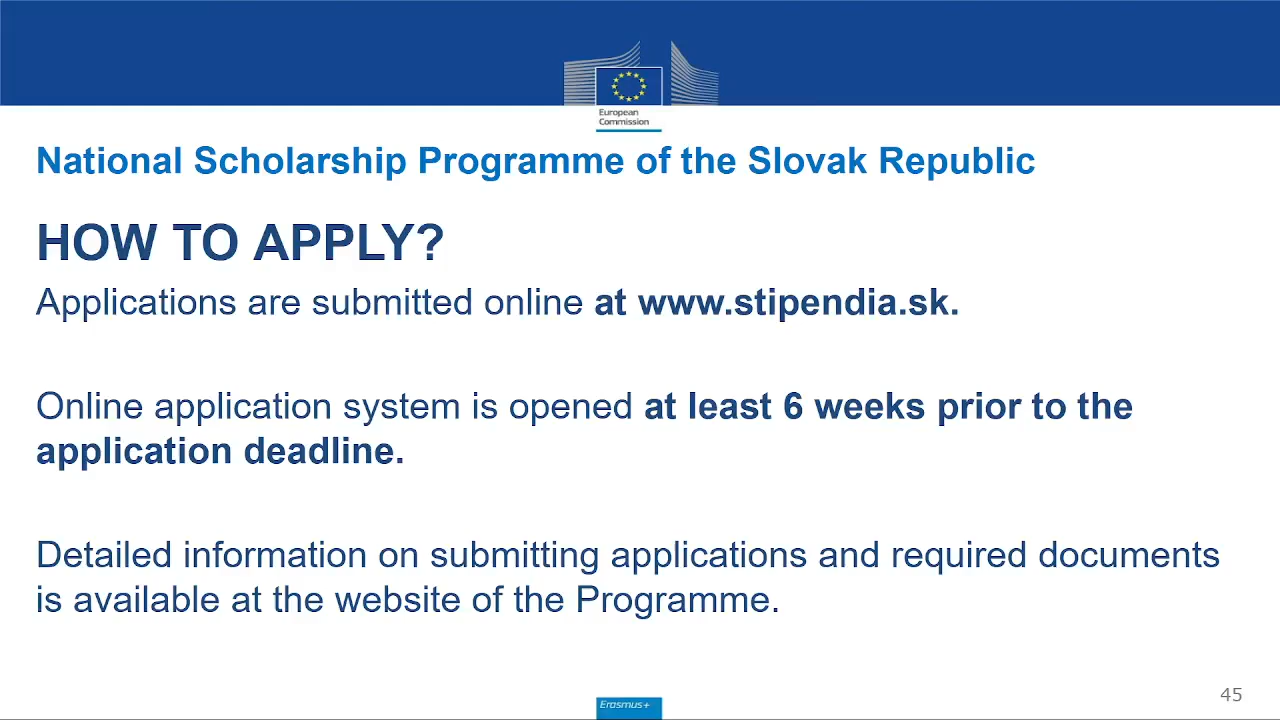 European
Commission
National Scholarship Programme of the Slovak Republic
HOW TO APPLY?
Applications are submitted online at www.stipendia.sk.
Online application system is opened at least 6 weeks prior to the
application deadline.
Detailed information on submitting applications and required documents
is available at the website of the Programme.
45
Erasmus+